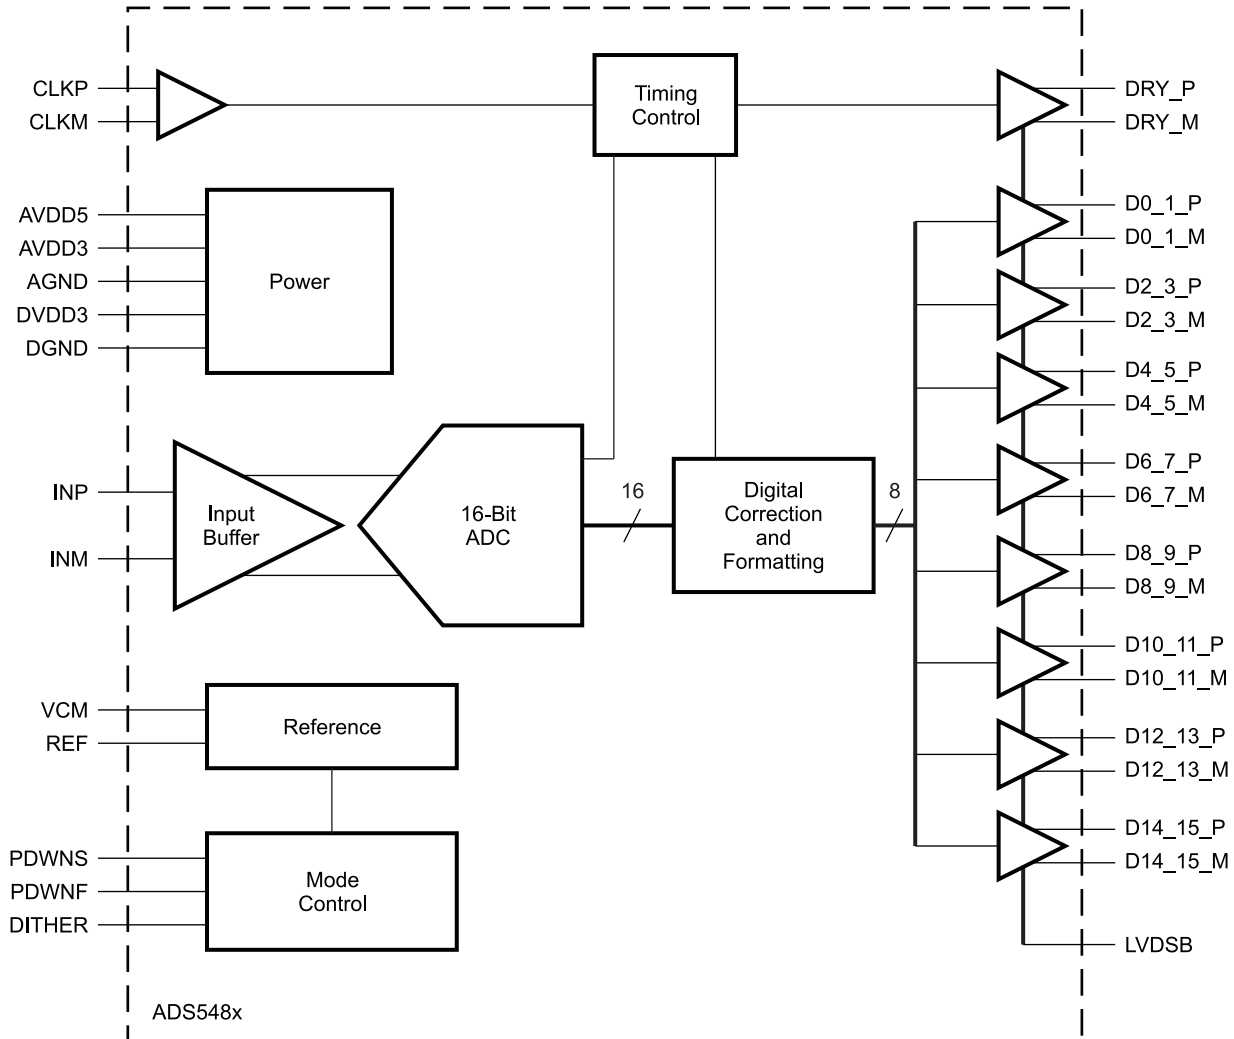 CLKP
CLKM
Timing
Control
DRY_P
DRY_M
AVDD5
AVDD3
AGND
DVDD3
DGND
Power
D0_1_P
D0_1_M
D2_3_P
D2_3_M
D4_5_P
D4_5_M
INP
INM
Input
Buffer
16-Bit
ADC
16
Digital
Correction
and
Formatting
8
D6_7_P
D6_7_M
D8_9_P
D8_9_M
D10_11_P
D10_11_M
VCM
REF
Reference
D12_13_P
D12_13_M
PDWNS
PDWNF
DITHER
Mode
Control
D14_15_P
D14_15_M
LVDSB
ADS548x